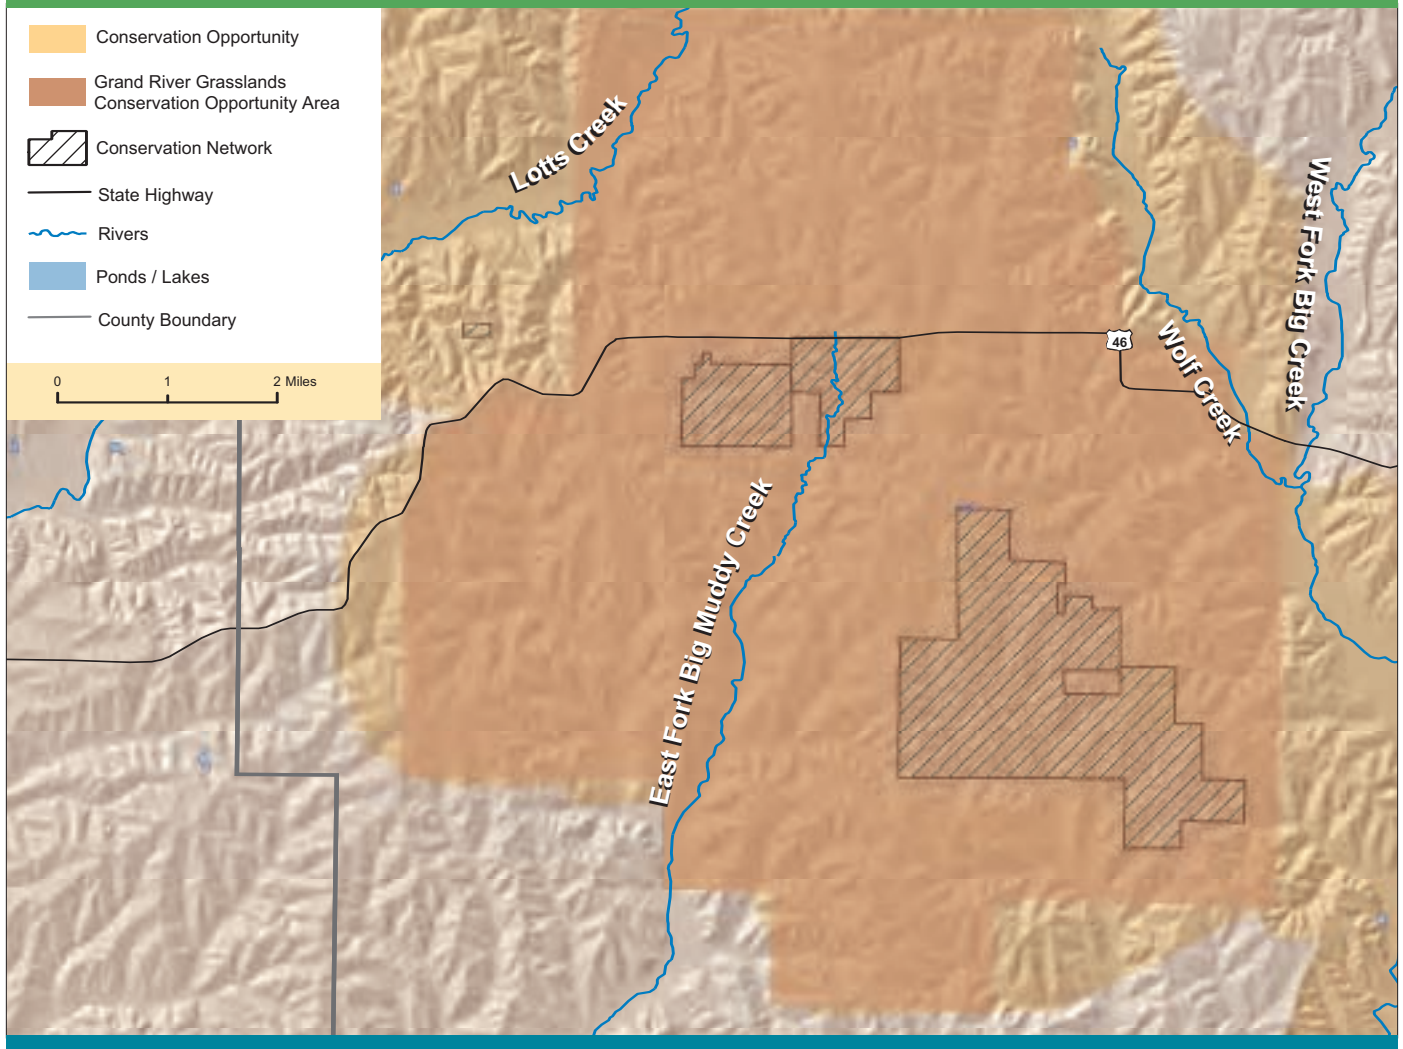 Conservation Opportunity
Grand River Grasslands
Conservation Opportunity Area
Conservation Network
State Highway
Rivers
Ponds / Lakes
County Boundary
0 1 2 Miles
Lotts Creek
West Fork Big Creek
46
Wolf Creek
East Fork Big Muddy Creek